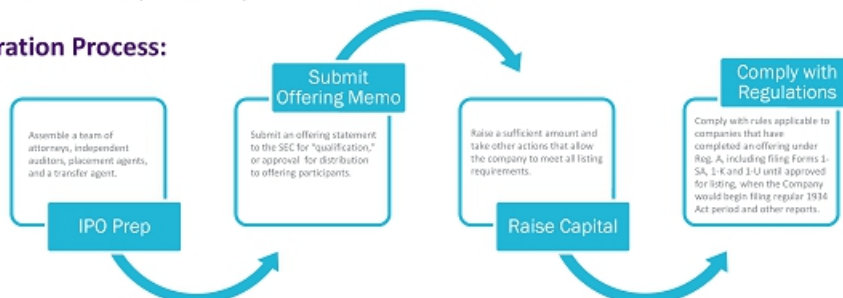 ration Process:
Submit
Offering Memo
Comply with
Regulations
Assemble a team of
attorneys, independent
auditors, placement agents,
and a transfer agent.
Submit an offering statement
to the SEC for "qualification,"
or approval for distribution
to offering participants.
Raise a sufficient amount and
take other actions that allow
the company to meet all listing
requirements.
Comply with rules applicable to
companies that have
completed an offering under
Reg. A, including filing Forms 1-
SA, 1-K and 1-U until approved
for listing, when the Company
would begin filing regular 1934
Act period and other reports.
IPO Prep
Raise Capital